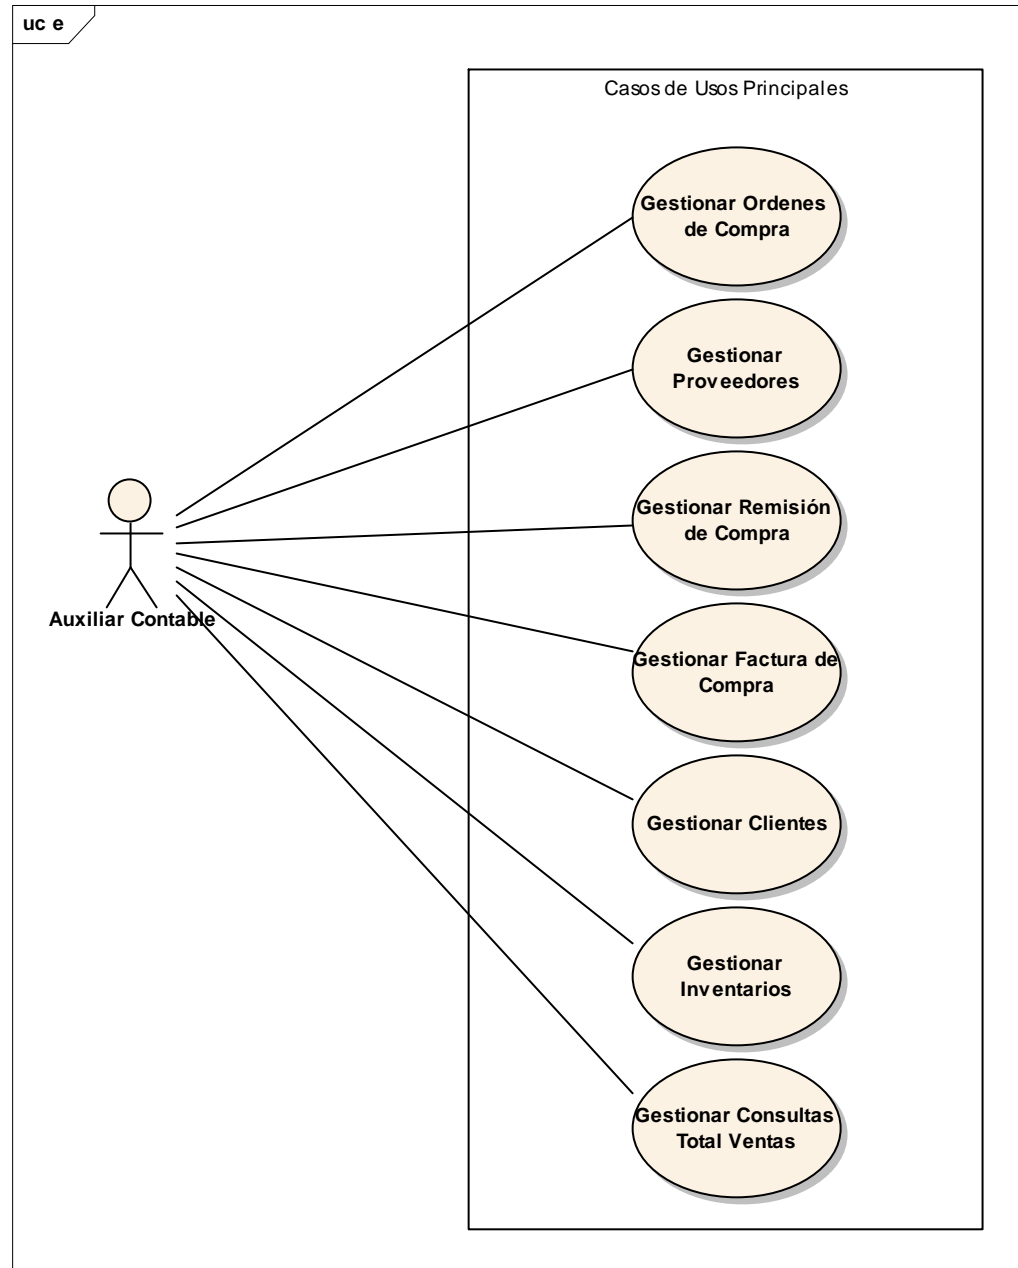 uc e
Casos de Usos Principales
Gestionar Ordenes
de Compra
Gestionar
Proveedores
Gestionar Remisión
de Compra
Auxiliar Contable
Gestionar Factura de
Compra
Gestionar Clientes
Gestionar
Inventarios
Gestionar Consultas
Total Ventas